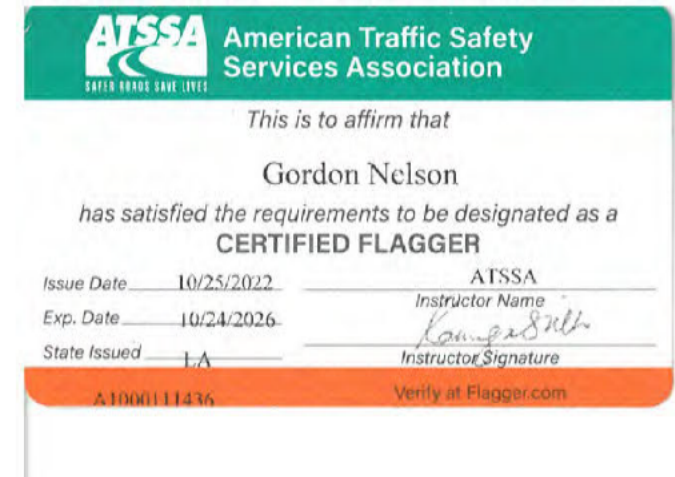 ATSSA
SAFER ROADS SAVE LIVES
American Traffic Safety
Services Association
This is to affirm that
Gordon Nelson
has satisfied the requirements to be designated as a
CERTIFIED FLAGGER
Issue Date 10/25/2022
ATSSA
Instructor Name
Exp. Date 10/24/2026
State Issued LA
Instructor Signature
A1000111436
Verify at Flagger.com